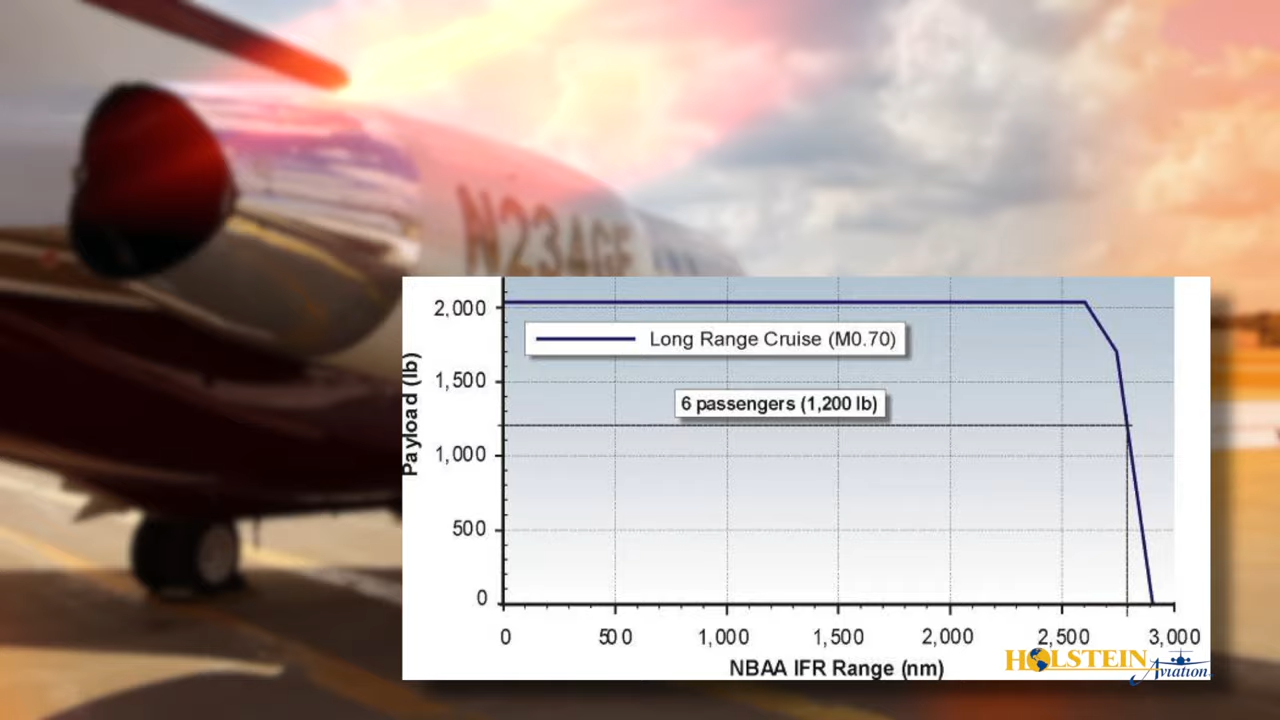 N234GF
2,000
Long Range Cruise (M0.70)
1,500
6 passengers (1,200 lb)
1,000
500
0
Payload (lb)
0 500 1,000 1,500 2,000 2,500 3,000
NBAA IFR Range (nm)
HOLSTEIN
Aviation